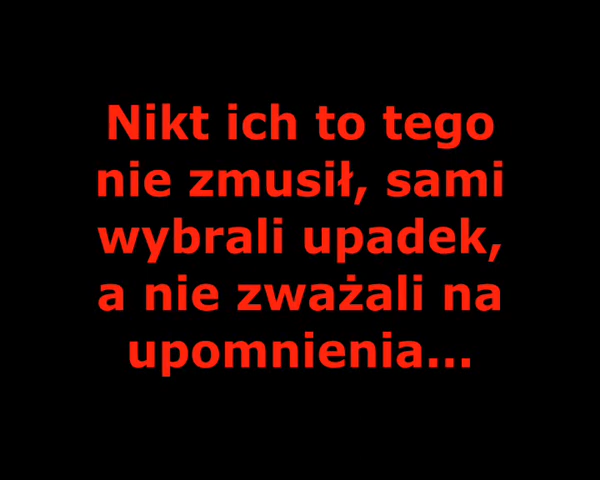 Nikt ich to tego
nie zmusił, sami
wybrali upadek,
a nie zważali na
upomnienia...